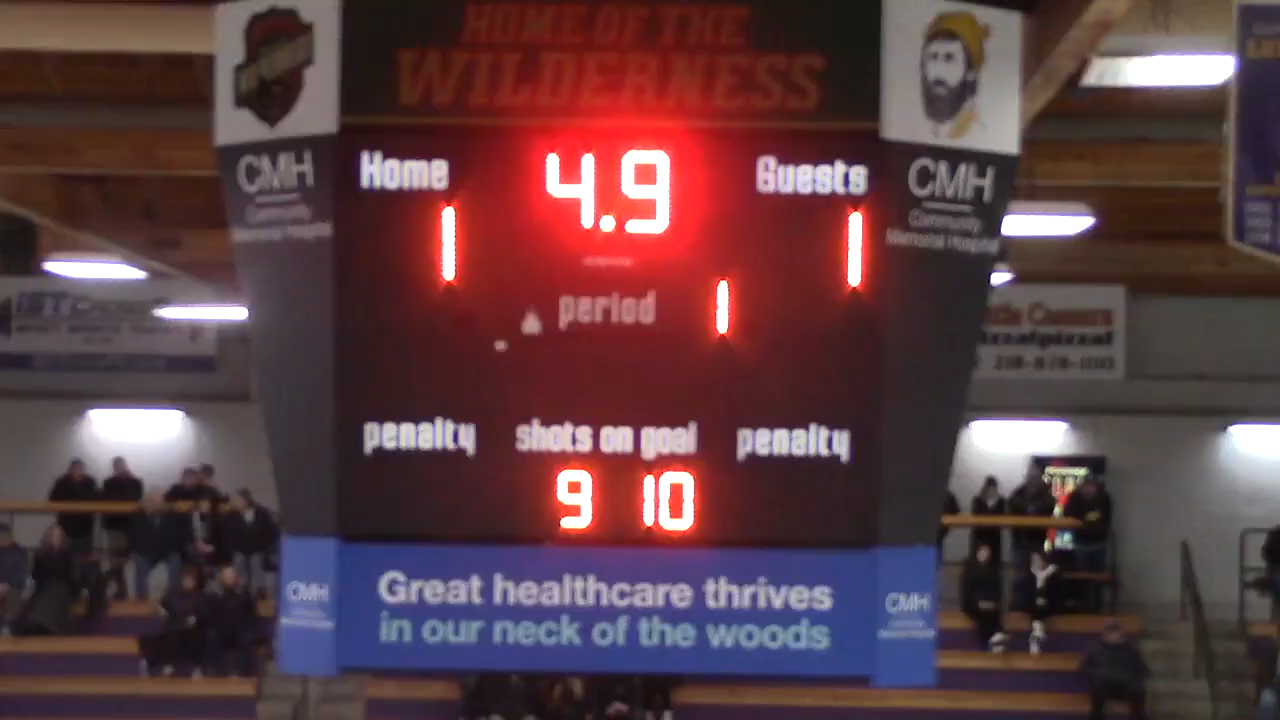 HOME OF THE
WILDERNESS
CMH
Community
Memorial Hospital
Home
4.9
Guests
1
1
period
1
penalty
shots on goal
penalty
9
10
CMH
Community
Memorial Hospital
Little Caesars
CMH
Great healthcare thrives
in our neck of the woods
CMH